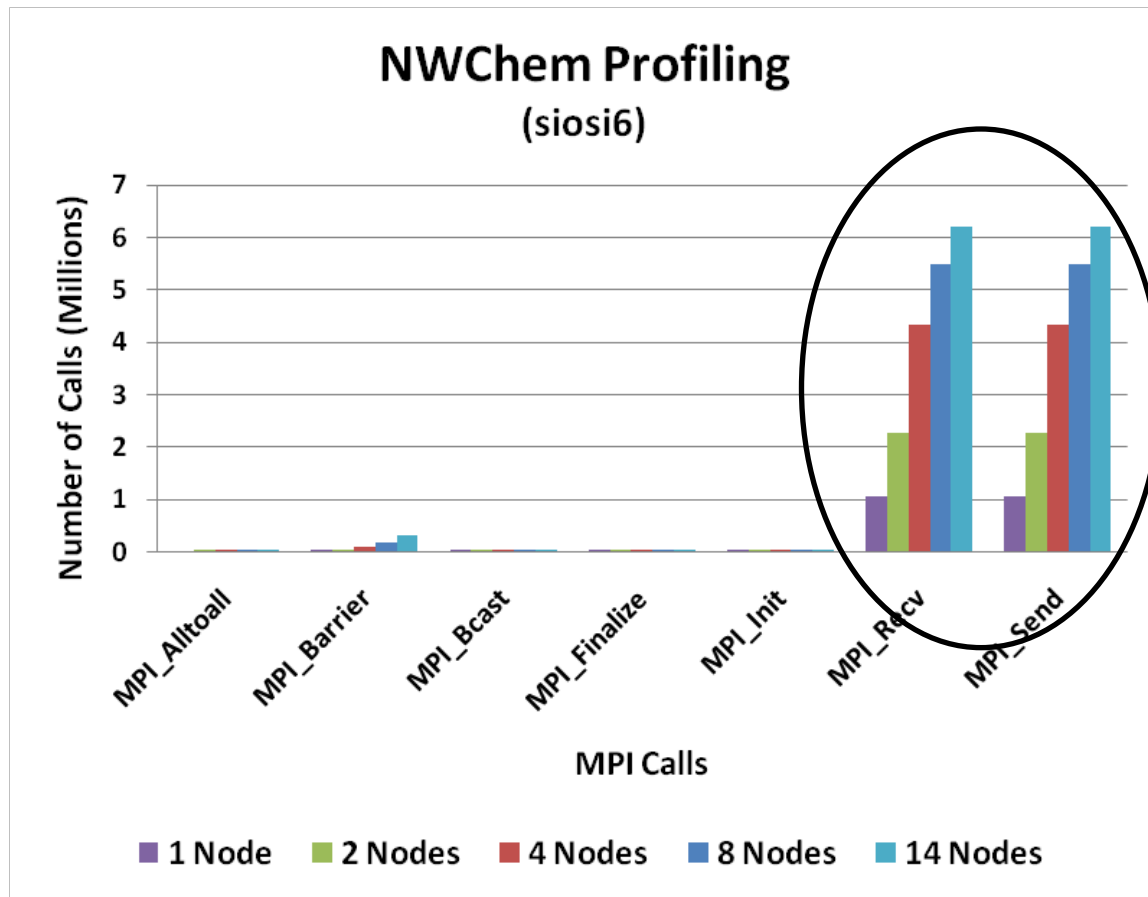 NWChem Profiling
(siosi6)
Number of Calls (Millions)
7
6
5
4
3
2
1
0
MPI_Alltoall
MPI_Barrier
MPI_Bcast
MPI_Finalize
MPI_Init
MPI_Recv
MPI_Send
MPI Calls
1 Node
2 Nodes
4 Nodes
8 Nodes
14 Nodes